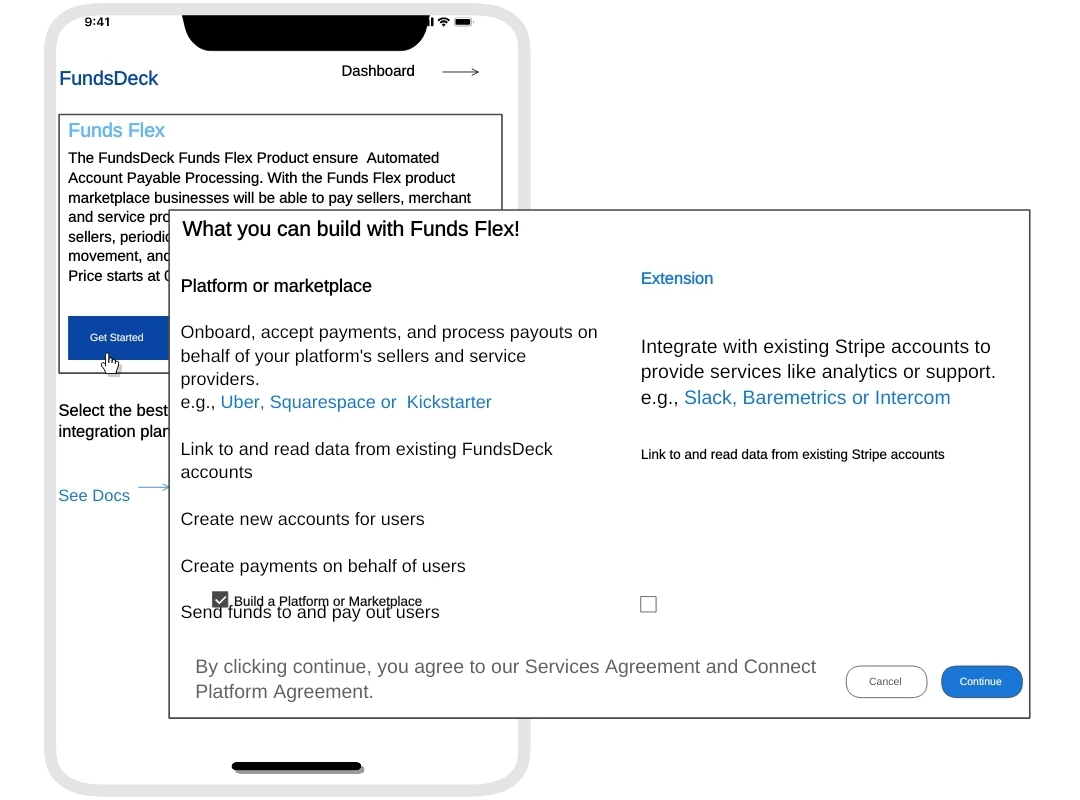 9:41
FundsDeck
Dashboard
Funds Flex
The FundsDeck Funds Flex Product ensure  Automated
Account Payable Processing. With the Funds Flex product
marketplace businesses will be able to pay sellers, merchant
and service pro
sellers, periodic
movement, and
Price starts at 0
Get Started
Select the best
integration plan
See Docs
What you can build with Funds Flex!
Platform or marketplace
Onboard, accept payments, and process payouts on
behalf of your platform's sellers and service
providers.
e.g., Uber, Squarespace or  Kickstarter
Link to and read data from existing FundsDeck
accounts
Create new accounts for users
Create payments on behalf of users
Build a Platform or Marketplace
Send funds to and pay out users
Extension
Integrate with existing Stripe accounts to
provide services like analytics or support.
e.g., Slack, Baremetrics or Intercom
Link to and read data from existing Stripe accounts
By clicking continue, you agree to our Services Agreement and Connect
Platform Agreement.
Cancel
Continue